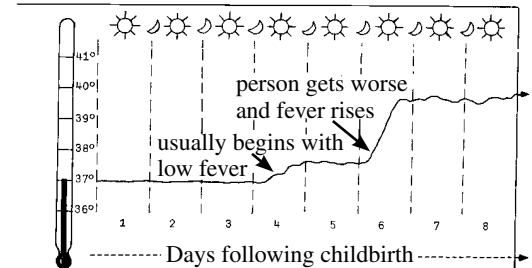 41°
40°
39°
38°
37°
36°
person gets worse
and fever rises
usually begins with
low fever
1 2 3 4 5 6 7 8
Days following childbirth